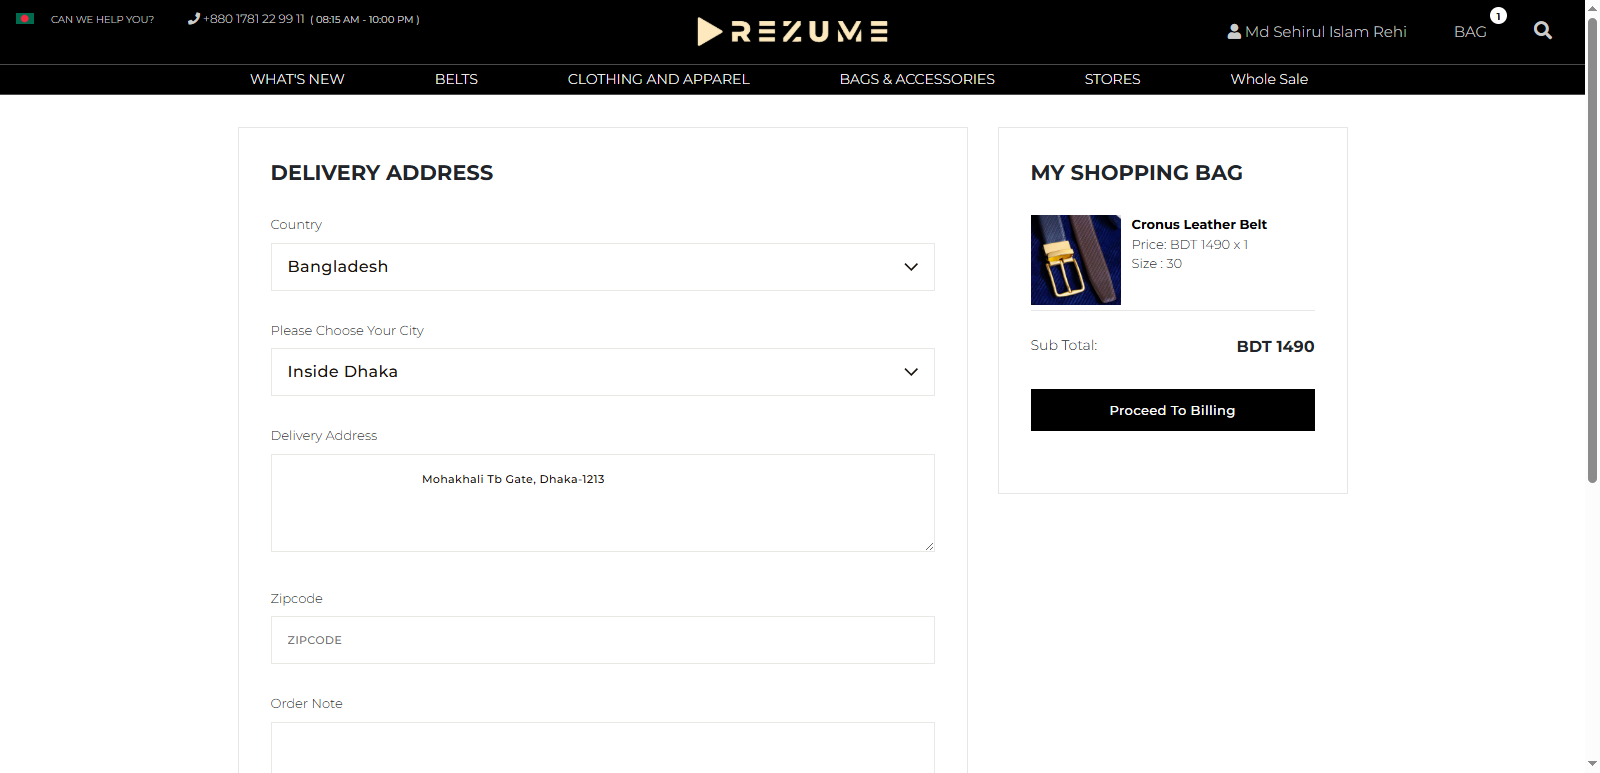 CAN WE HELP YOU?
+880 1781 22 99 11 ( 08:15 AM - 10:00 PM )
REZUME
Md Sehirul Islam Rehi
BAG
1
WHAT'S NEW
BELTS
CLOTHING AND APPAREL
BAGS & ACCESSORIES
STORES
Whole Sale
DELIVERY ADDRESS
Country
Bangladesh
Please Choose Your City
Inside Dhaka
Delivery Address
Mohakhali Tb Gate, Dhaka-1213
Zipcode
ZIPCODE
Order Note
MY SHOPPING BAG
Cronus Leather Belt
Price: BDT 1490 x 1
Size : 30
Sub Total:
BDT 1490
Proceed To Billing